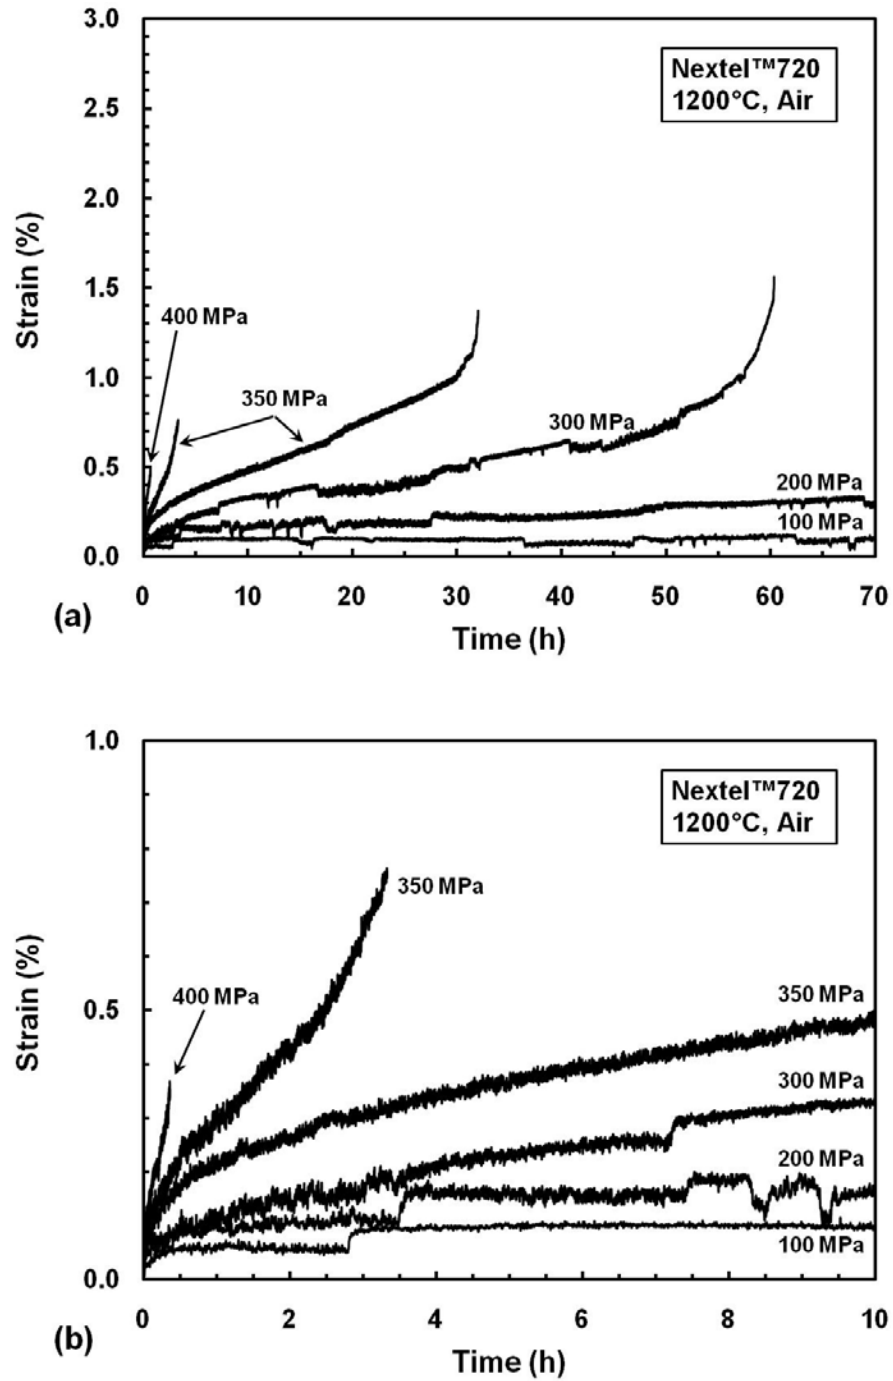 3.0
Nextel™720
1200°C, Air
2.5
2.0
Strain (%)
1.5
400 MPa
1.0
350 MPa
300 MPa
0.5
200 MPa
100 MPa
0.0
0 10 20 30 40 50 60 70
(a)
Time (h)
1.0
Nextel™720
1200°C, Air
350 MPa
Strain (%)
400 MPa
0.5
350 MPa
300 MPa
200 MPa
100 MPa
0.0
0 2 4 6 8 10
(b)
Time (h)